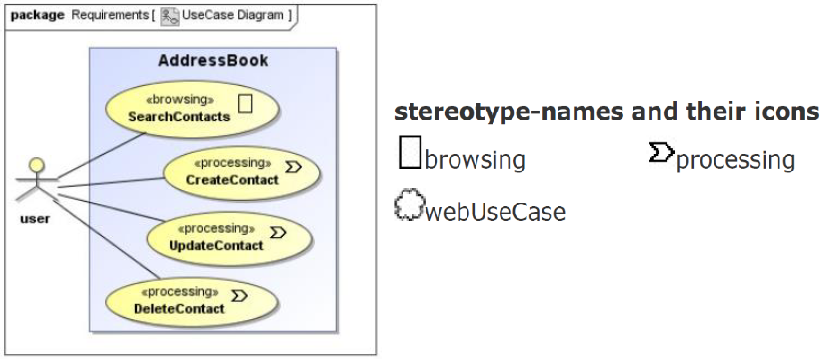 package Requirements [ UseCase Diagram ]
AddressBook
«browsing»
SearchContacts
«processing»
CreateContact
user
«processing»
UpdateContact
«processing»
DeleteContact
stereotype-names and their icons
browsing processing
webUseCase